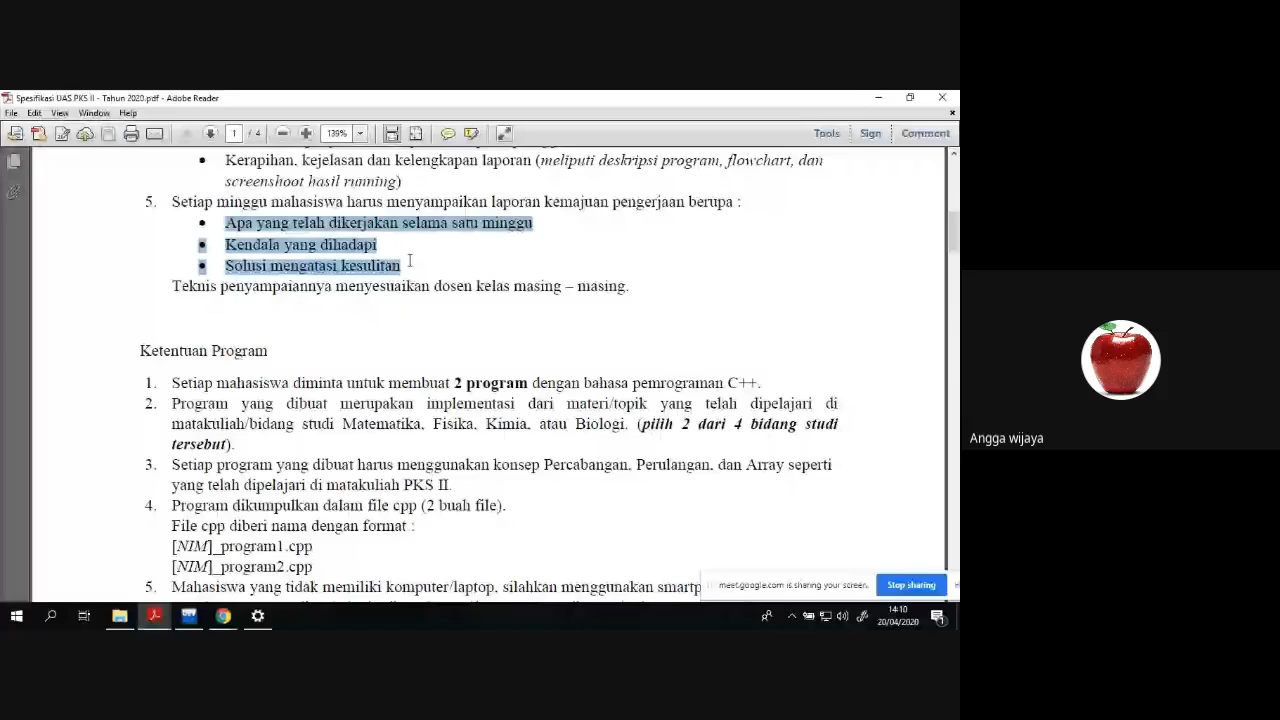 Spesifikasi UAS PKS II - Tahun 2020.pdf - Adobe Reader
File Edit View Window Help
1 / 4 139% Tools Sign Comment
• Kerapihan, kejelasan dan kelengkapan laporan (meliputi deskripsi program, flowchart, dan
screenshoot hasil running)
5. Setiap minggu mahasiswa harus menyampaikan laporan kemajuan pengerjaan berupa :
• Apa yang telah dikerjakan selama satu minggu
• Kendala yang dihadapi
• Solusi mengatasi kesulitan
Teknis penyampaiannya menyesuaikan dosen kelas masing – masing.
Ketentuan Program
1. Setiap mahasiswa diminta untuk membuat 2 program dengan bahasa pemrograman C++.
2. Program yang dibuat merupakan implementasi dari materi/topik yang telah dipelajari di
matakuliah/bidang studi Matematika, Fisika, Kimia, atau Biologi. (pilih 2 dari 4 bidang studi
tersebut).
3. Setiap program yang dibuat harus menggunakan konsep Percabangan, Perulangan, dan Array seperti
yang telah dipelajari di matakuliah PKS II.
4. Program dikumpulkan dalam file cpp (2 buah file).
File cpp diberi nama dengan format :
[NIM]_program1.cpp
[NIM]_program2.cpp
5. Mahasiswa yang tidak memiliki komputer/laptop, silahkan menggunakan smartp
meet.google.com is sharing your screen. Stop sharing
14:10
20/04/2020
Angga wijaya